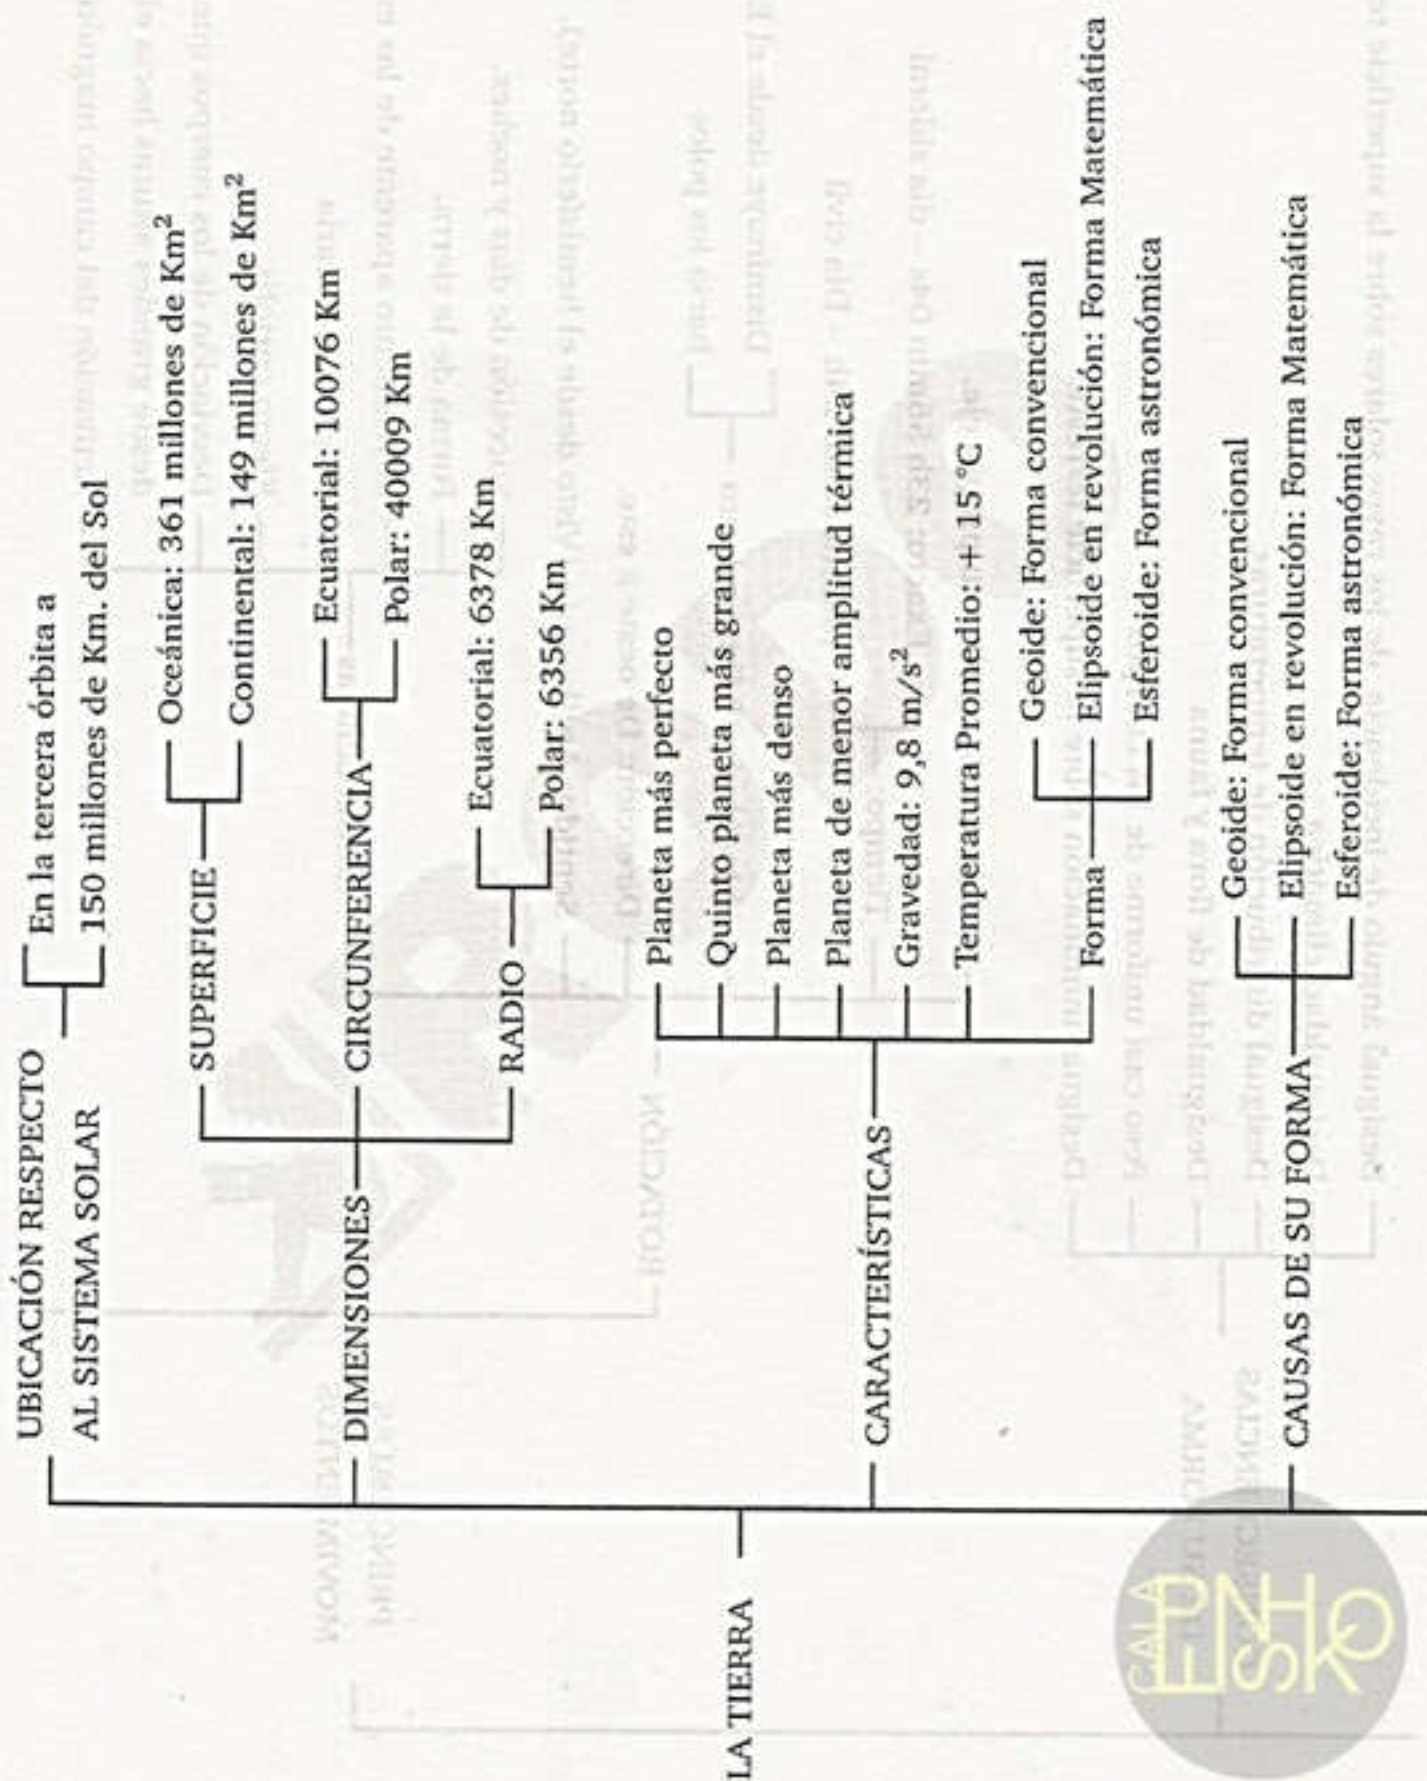 LA TIERRA
UBICACIÓN RESPECTO
AL SISTEMA SOLAR
En la tercera órbita a
150 millones de Km. del Sol
DIMENSIONES
SUPERFICIE
Oceánica: 361 millones de Km²
Continental: 149 millones de Km²
CIRCUNFERENCIA
Ecuatorial: 10076 Km
Polar: 40009 Km
RADIO
Ecuatorial: 6378 Km
Polar: 6356 Km
CARACTERÍSTICAS
Planeta más perfecto
Quinto planeta más grande
Planeta más denso
Planeta de menor amplitud térmica
Gravedad: 9,8 m/s²
Temperatura Promedio: +15 °C
Forma
Geoide: Forma convencional
Elipsoide en revolución: Forma Matemática
Esferoide: Forma astronómica
CAUSAS DE SU FORMA
Geoide: Forma convencional
Elipsoide en revolución: Forma Matemática
Esferoide: Forma astronómica
CALA